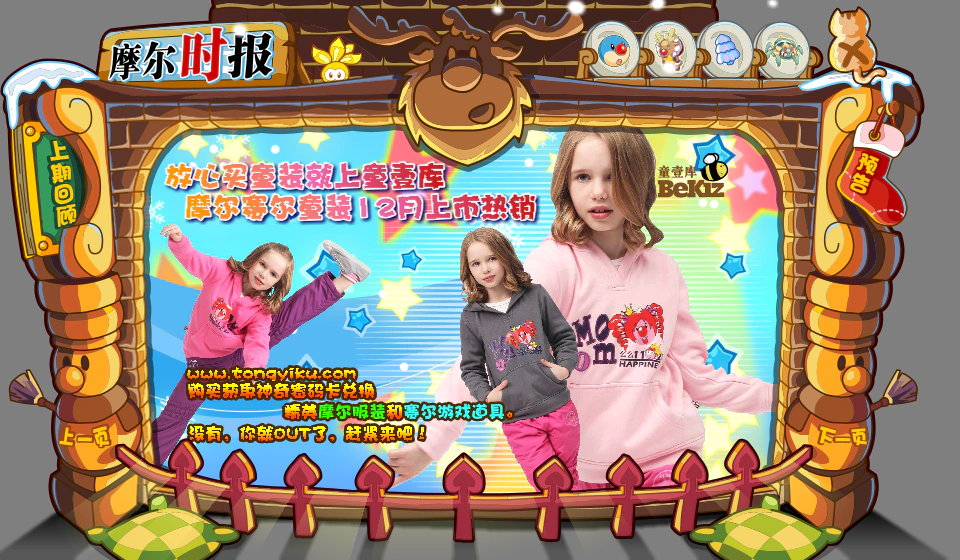 摩尔时报
上期回顾
预告
放心买童装就上童壹库
摩尔赛尔童装12月上市热销
童壹库
BeKiz
MO
m
2211
HAPPINE
www.tongyiku.com
购买获取神奇密码卡兑换
精美摩尔服装和赛尔游戏道具。
没有，你就OUT了，赶紧来吧！
上一页
下一页